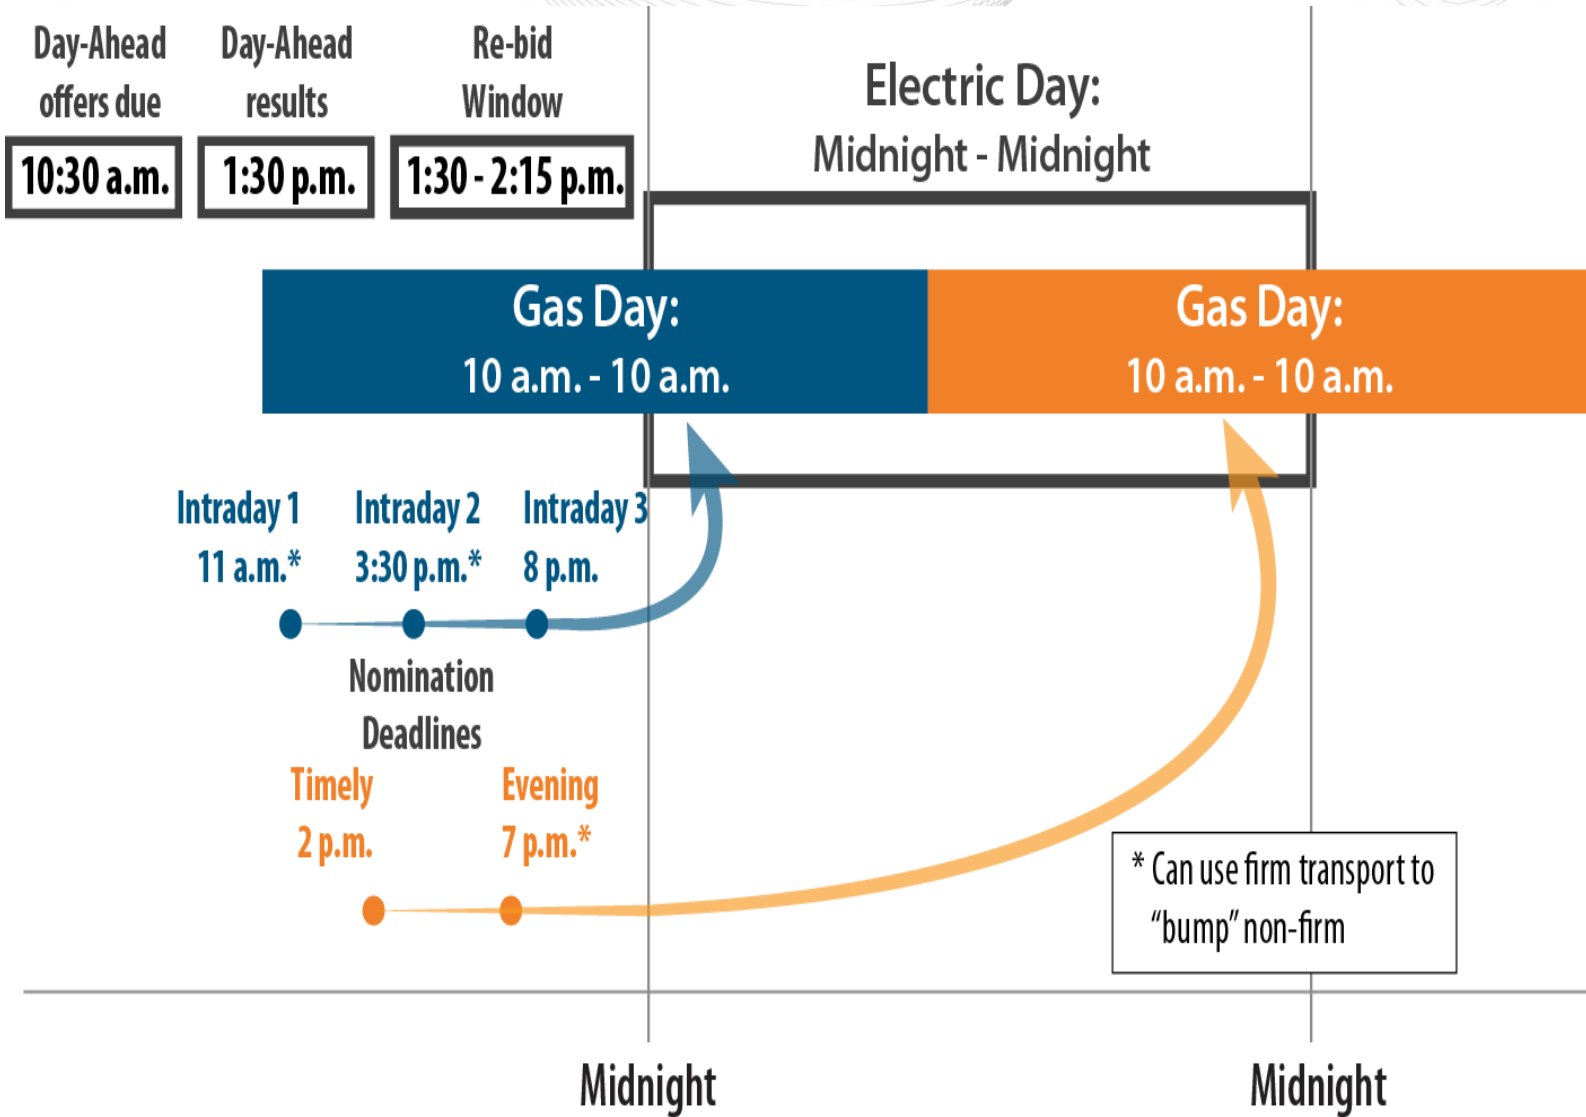 Day-Ahead
offers due
10:30 a.m.
Day-Ahead
results
1:30 p.m.
Re-bid
Window
1:30 - 2:15 p.m.
Electric Day:
Midnight - Midnight
Gas Day:
10 a.m. - 10 a.m.
Gas Day:
10 a.m. - 10 a.m.
Intraday 1
11 a.m.*
Intraday 2
3:30 p.m.*
Intraday 3
8 p.m.
Nomination
Deadlines
Timely
2 p.m.
Evening
7 p.m.*
* Can use firm transport to
“bump” non-firm
Midnight
Midnight